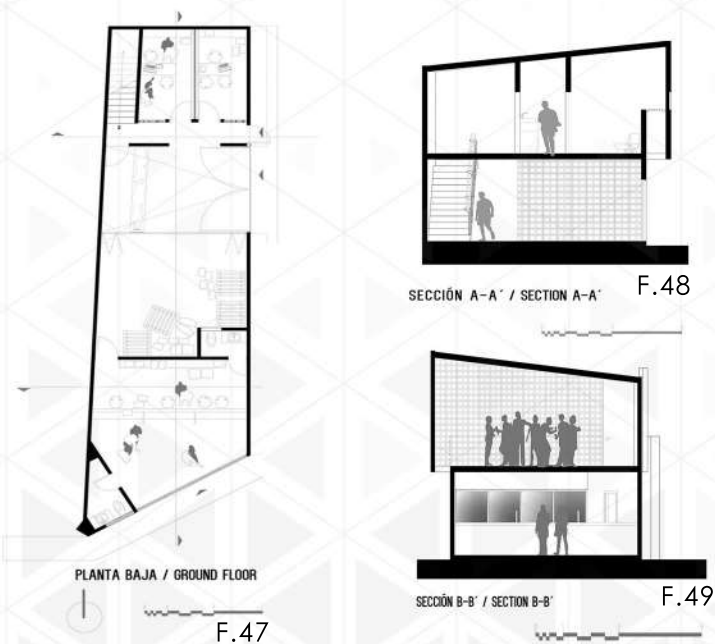 PLANTA BAJA / GROUND FLOOR
F.47
SECCIÓN A-A´ / SECTION A-A´
F.48
SECCIÓN B-B´ / SECTION B-B´
F.49